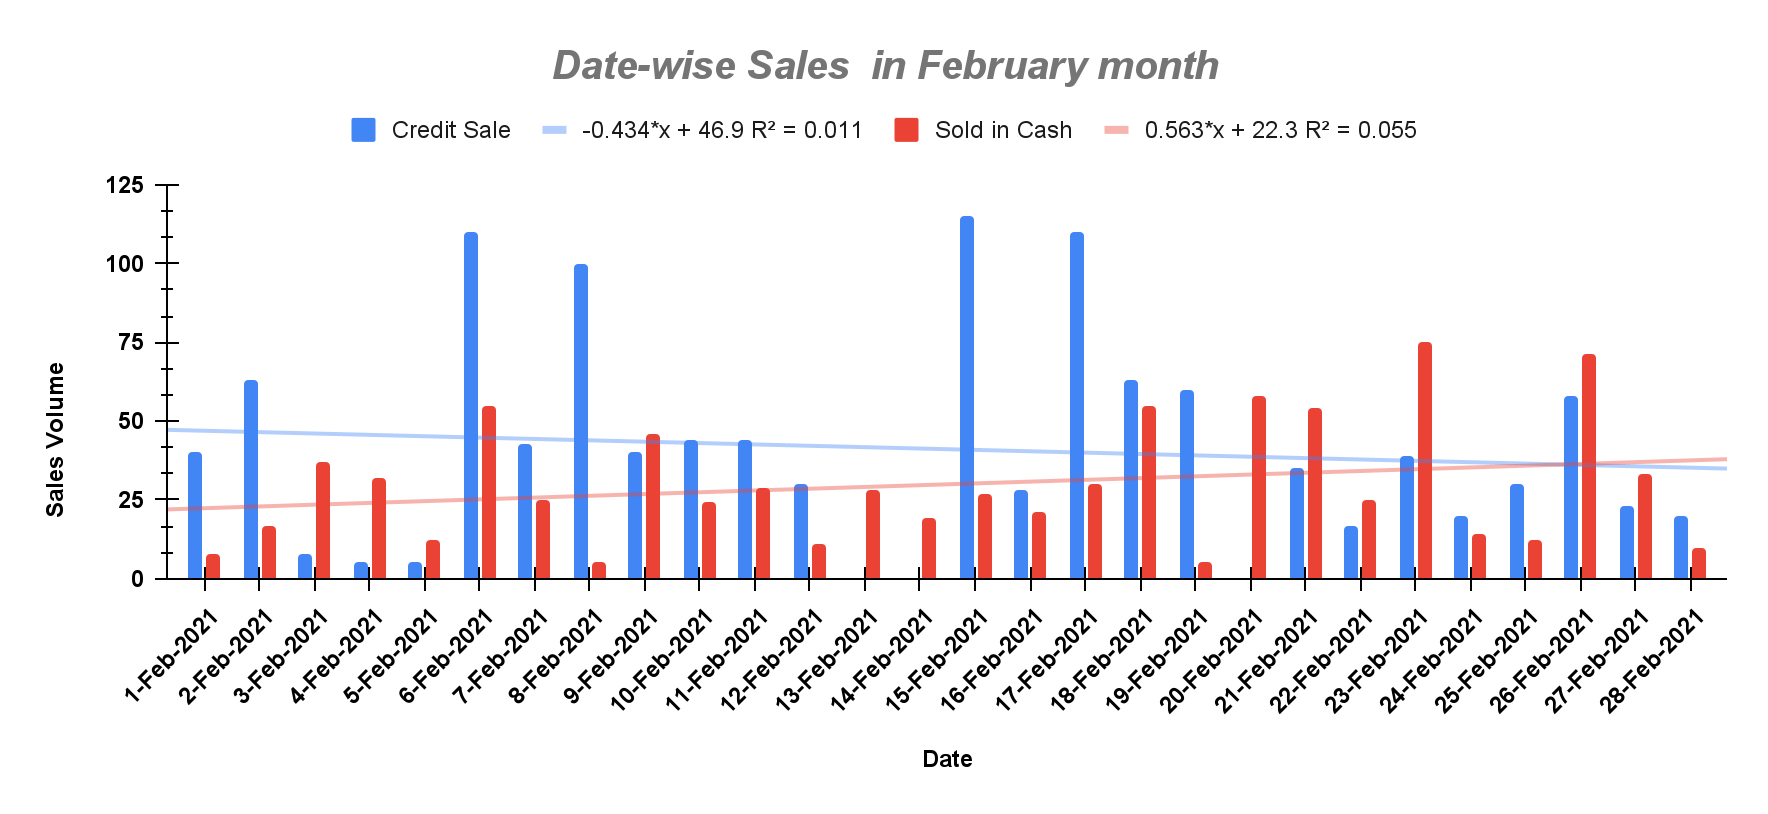 Date-wise Sales  in February month
Credit Sale -0.434*x + 46.9 R² = 0.011 Sold in Cash 0.563*x + 22.3 R² = 0.055
125
100
75
50
25
0
Sales Volume
1-Feb-2021
2-Feb-2021
3-Feb-2021
4-Feb-2021
5-Feb-2021
6-Feb-2021
7-Feb-2021
8-Feb-2021
9-Feb-2021
10-Feb-2021
11-Feb-2021
12-Feb-2021
13-Feb-2021
14-Feb-2021
15-Feb-2021
16-Feb-2021
17-Feb-2021
18-Feb-2021
19-Feb-2021
20-Feb-2021
21-Feb-2021
22-Feb-2021
23-Feb-2021
24-Feb-2021
25-Feb-2021
26-Feb-2021
27-Feb-2021
28-Feb-2021
Date